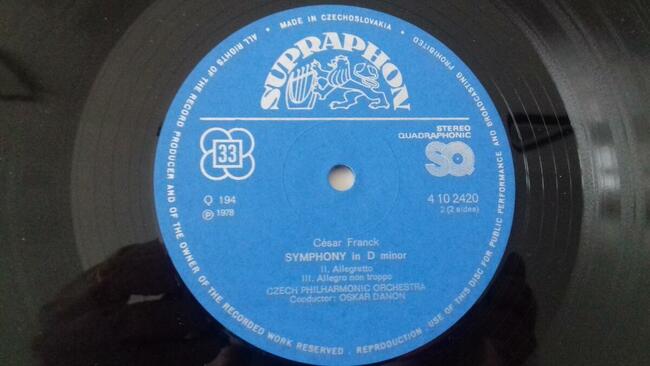 ALL RIGHTS OF THE RECORD PRODUCER AND OF THE OWNER OF THE RECORDED WORK RESERVED . REPRODUCTION . USE OF THIS DISC FOR PUBLIC PERFORMANCE AND BROADCASTING PROHIBITED
• MADE IN CZECHOSLOVAKIA •
SUPRAPHON
33
STEREO
QUADRAPHONIC
SQ
Q 194
℗ 1978
4 10 2420
2 (2 sides)
César Franck
SYMPHONY in D minor
II. Allegretto
III. Allegro non troppo
CZECH PHILHARMONIC ORCHESTRA
Conductor: OSKAR DANON